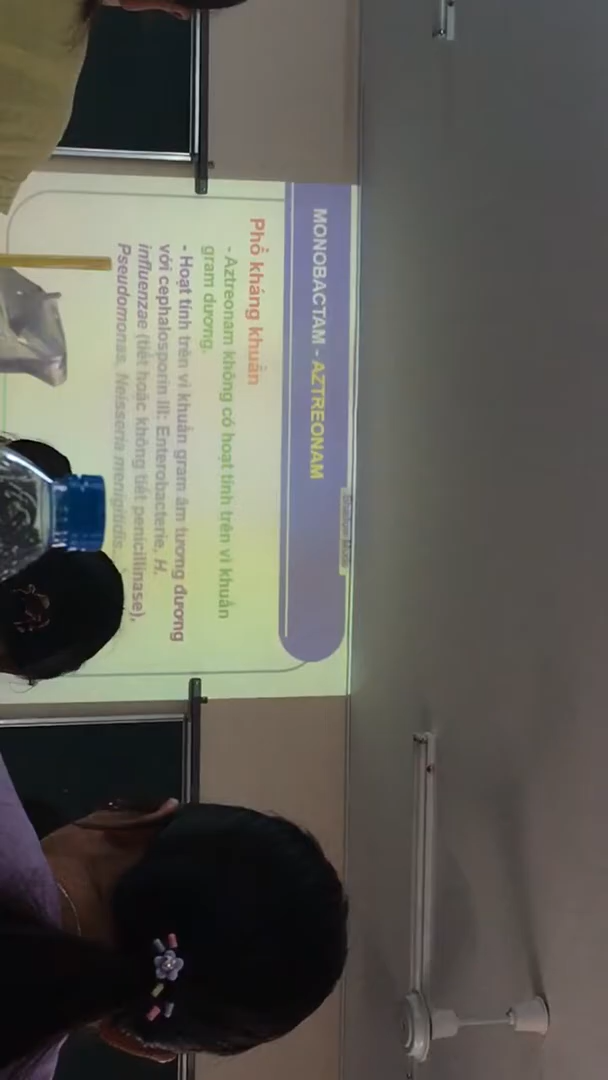 MONOBACTAM - AZTREONAM
Phổ kháng khuẩn
- Aztreonam không có hoạt tính trên vi khuẩn
gram dương.
- Hoạt tính trên vi khuẩn gram âm tương đương
với cephalosporin III: Enterobacterie, H.
influenzae (tiết hoặc không tiết penicillinase),
Pseudomonas, Neisseria menigitidis...